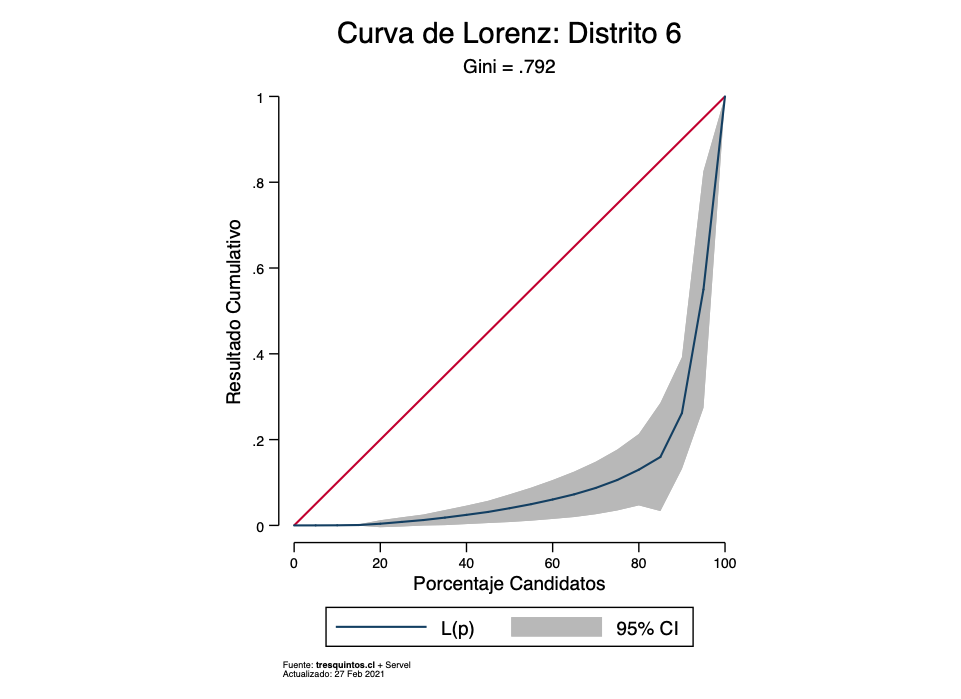 Curva de Lorenz: Distrito 6
Gini = .792
1
.8
.6
.4
.2
0
Resultado Cumulativo
0 20 40 60 80 100
Porcentaje Candidatos
L(p) 95% CI
Fuente: tresquintos.cl + Servel
Actualizado: 27 Feb 2021